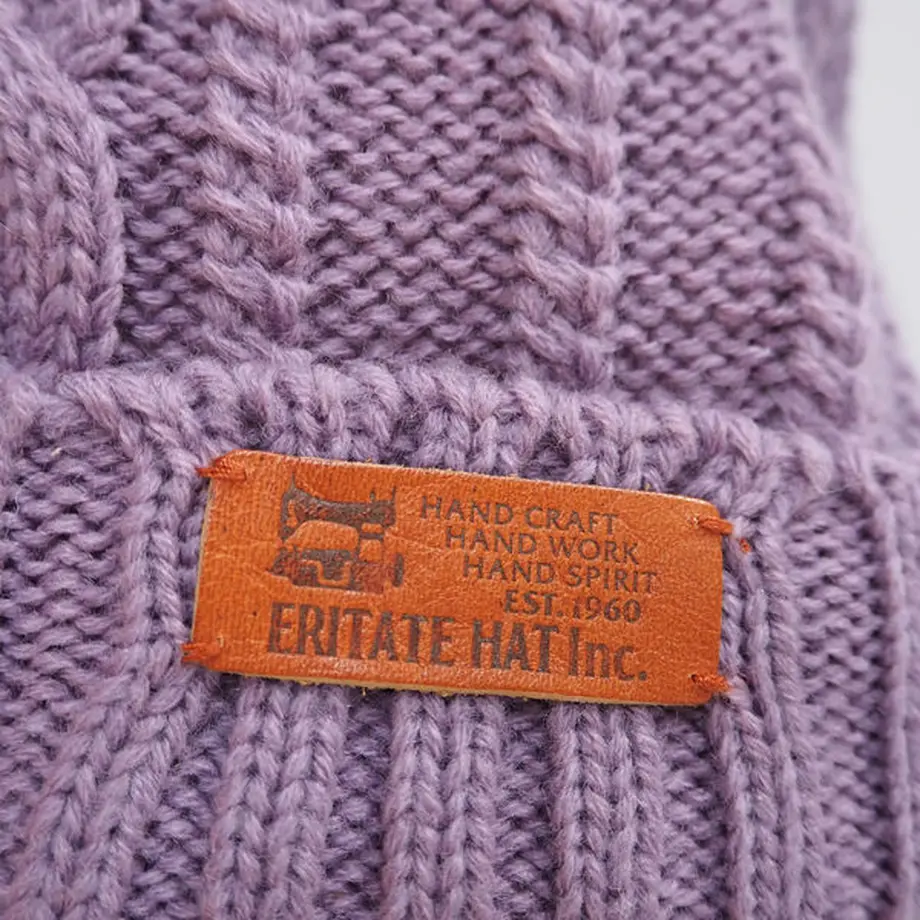 HAND CRAFT
HAND WORK
HAND SPIRIT
EST. 1960
ERITATE HAT Inc.